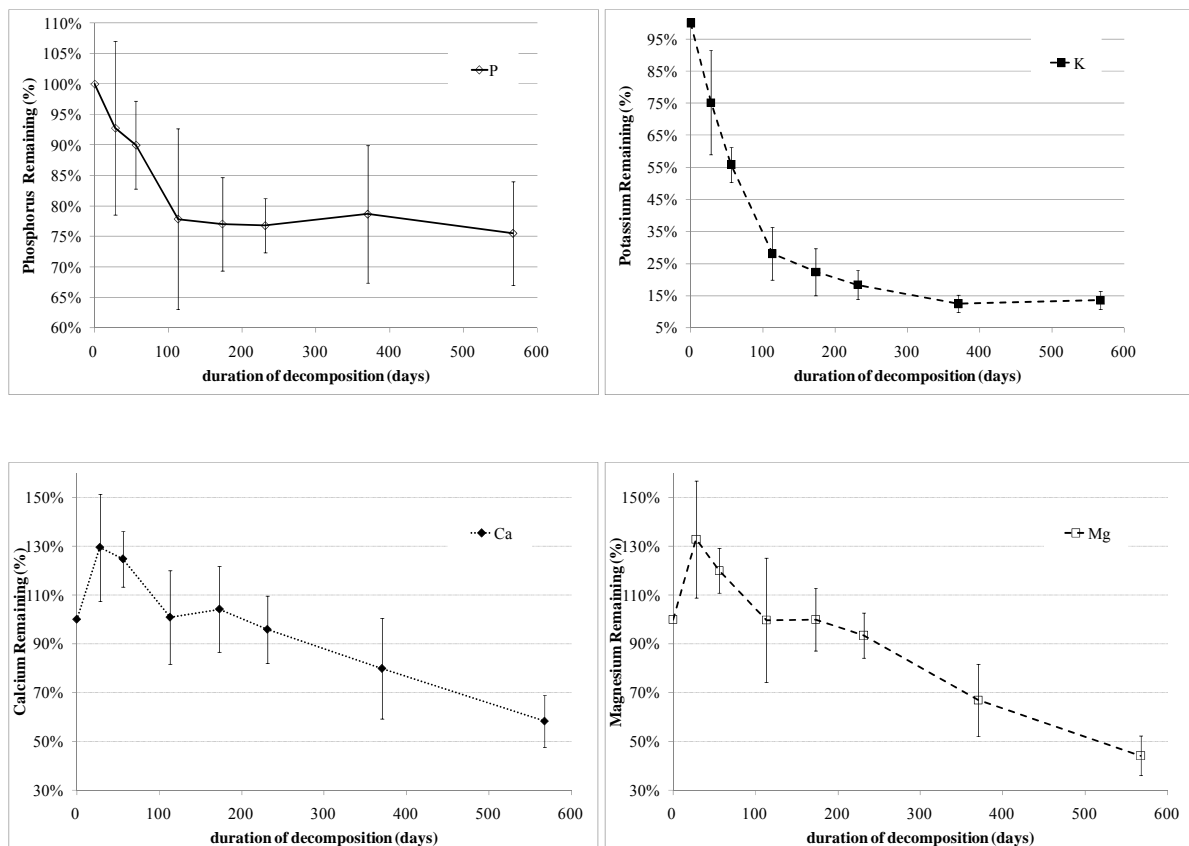 110%
105%
100%
95%
90%
85%
80%
75%
70%
65%
60%
Phosphorus Remaining (%)
P
0 100 200 300 400 500 600
duration of decomposition (days)
95%
85%
75%
65%
55%
45%
35%
25%
15%
5%
Potassium Remaining (%)
K
0 100 200 300 400 500 600
duration of decomposition (days)
150%
130%
110%
90%
70%
50%
30%
Calcium Remaining (%)
Ca
0 100 200 300 400 500 600
duration of decomposition (days)
150%
130%
110%
90%
70%
50%
30%
Magnesium Remaining (%)
Mg
0 100 200 300 400 500 600
duration of decomposition (days)